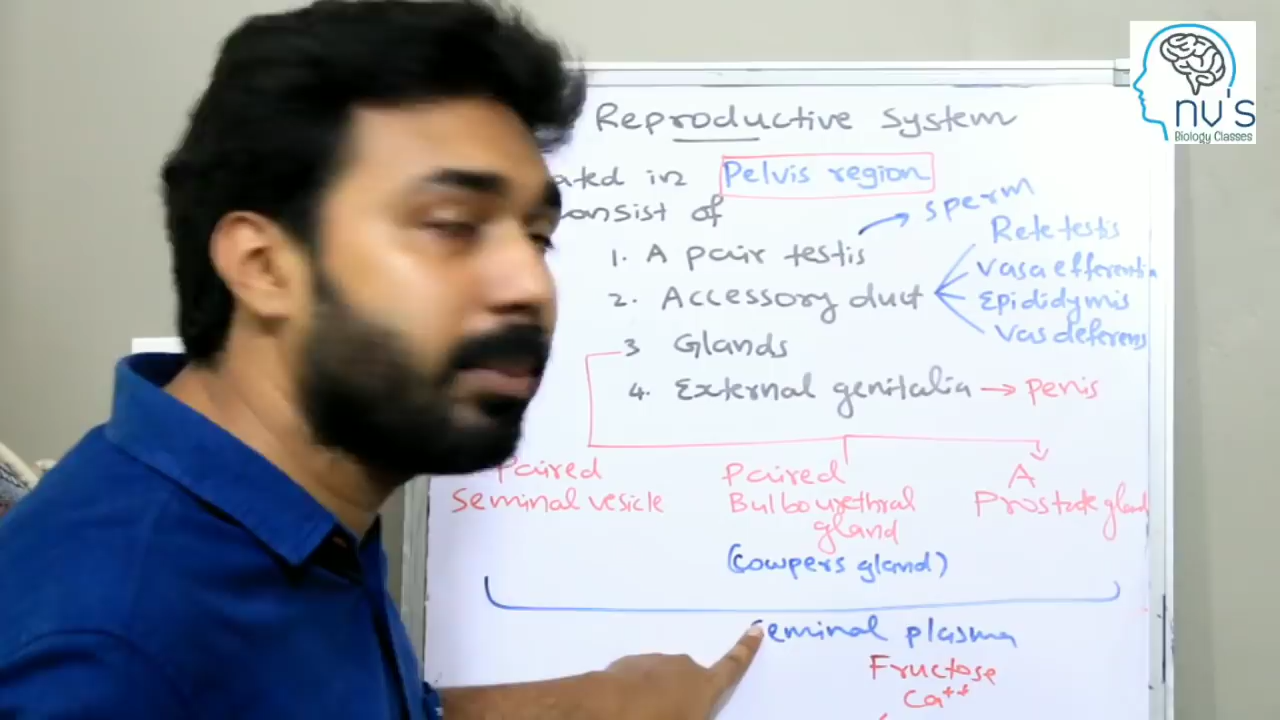 nv's
Biology Classes
Reproductive System
ated in Pelvis region
onsist of
sperm
1. A pair testis
Rete testis
2. Accessory duct
Vasa efferentia
Epididymis
Vas deferens
3 Glands
4. External genitalia → penis
Paired
Seminal vesicle
Paired
Bulbourethral
gland
(Cowpers gland)
A
Prostate gland
Seminal plasma
Fructose
Ca++